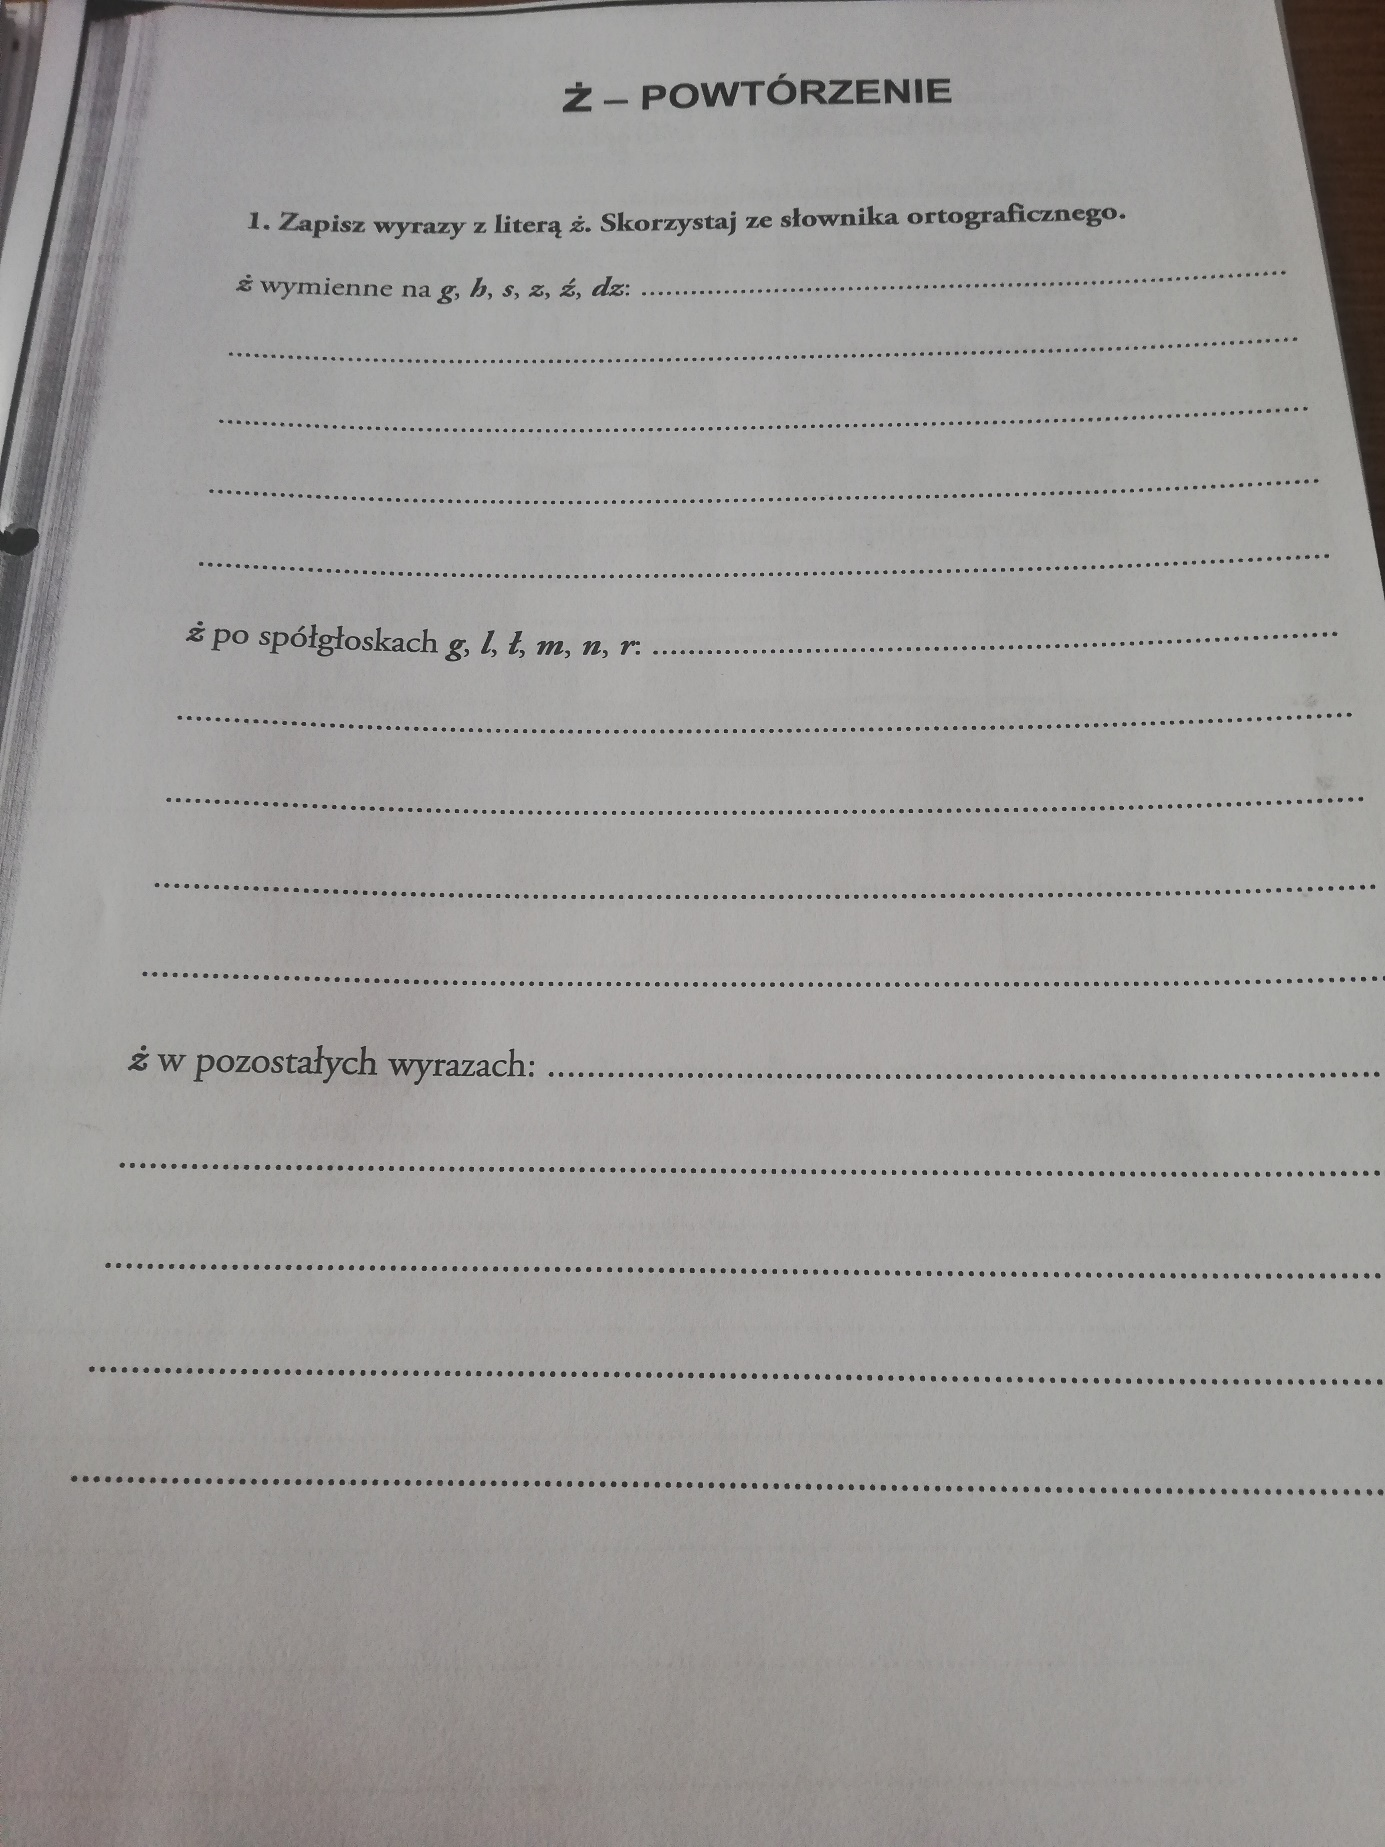 Ż – POWTÓRZENIE
1. Zapisz wyrazy z literą ż. Skorzystaj ze słownika ortograficznego.
ż wymienne na g, h, s, z, ź, dz: ........................................
ż po spółgłoskach g, l, ł, m, n, r: ........................................
ż w pozostałych wyrazach: ........................................